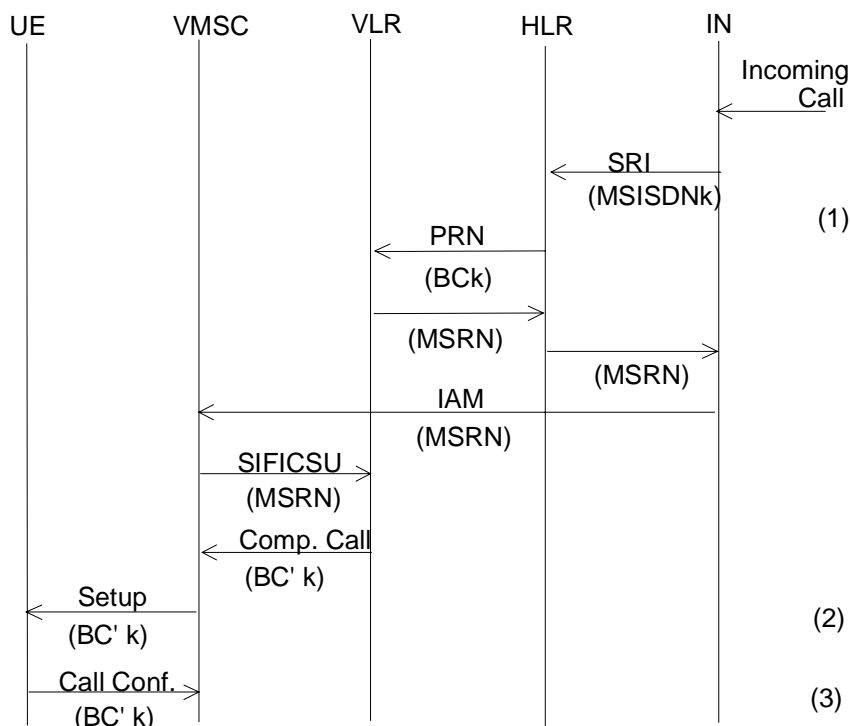 UE VMSC VLR HLR IN
Incoming
Call
SRI
(MSISDNk)
(1)
PRN
(BCk)
(MSRN)
(MSRN)
IAM
(MSRN)
SIFICSU
(MSRN)
Comp. Call
(BC' k)
Setup
(BC' k)
(2)
Call Conf.
(BC' k)
(3)